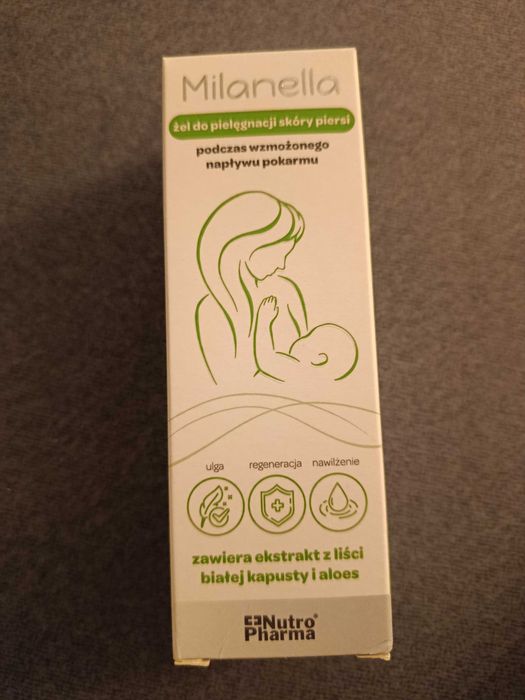 Milanella
żel do pielęgnacji skóry piersi
podczas wzmożonego
napływu pokarmu
ulga regeneracja nawilżenie
zawiera ekstrakt z liści
białej kapusty i aloes
Nutro®
Pharma